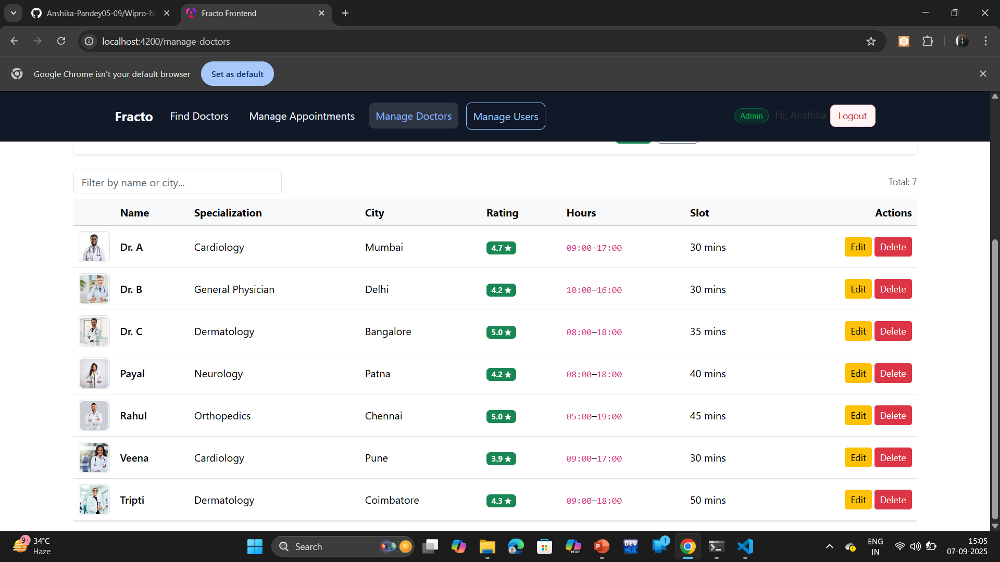 Anshika-Pandey05-09/Wipro-N
Fracto Frontend
localhost:4200/manage-doctors
Google Chrome isn't your default browser
Set as default
Fracto
Find Doctors
Manage Appointments
Manage Doctors
Manage Users
Admin
Hi, Anshika
Logout
Filter by name or city...
Total: 7
Name Specialization City Rating Hours Slot Actions
Dr. A Cardiology Mumbai 4.7 ★ 09:00–17:00 30 mins Edit Delete
Dr. B General Physician Delhi 4.2 ★ 10:00–16:00 30 mins Edit Delete
Dr. C Dermatology Bangalore 5.0 ★ 08:00–18:00 35 mins Edit Delete
Payal Neurology Patna 4.2 ★ 08:00–18:00 40 mins Edit Delete
Rahul Orthopedics Chennai 5.0 ★ 05:00–19:00 45 mins Edit Delete
Veena Cardiology Pune 3.9 ★ 09:00–17:00 30 mins Edit Delete
Tripti Dermatology Coimbatore 4.3 ★ 09:00–18:00 50 mins Edit Delete
9+
34°C
Haze
Search
M365
P
DEV
1
ENG
IN
15:05
07-09-2025